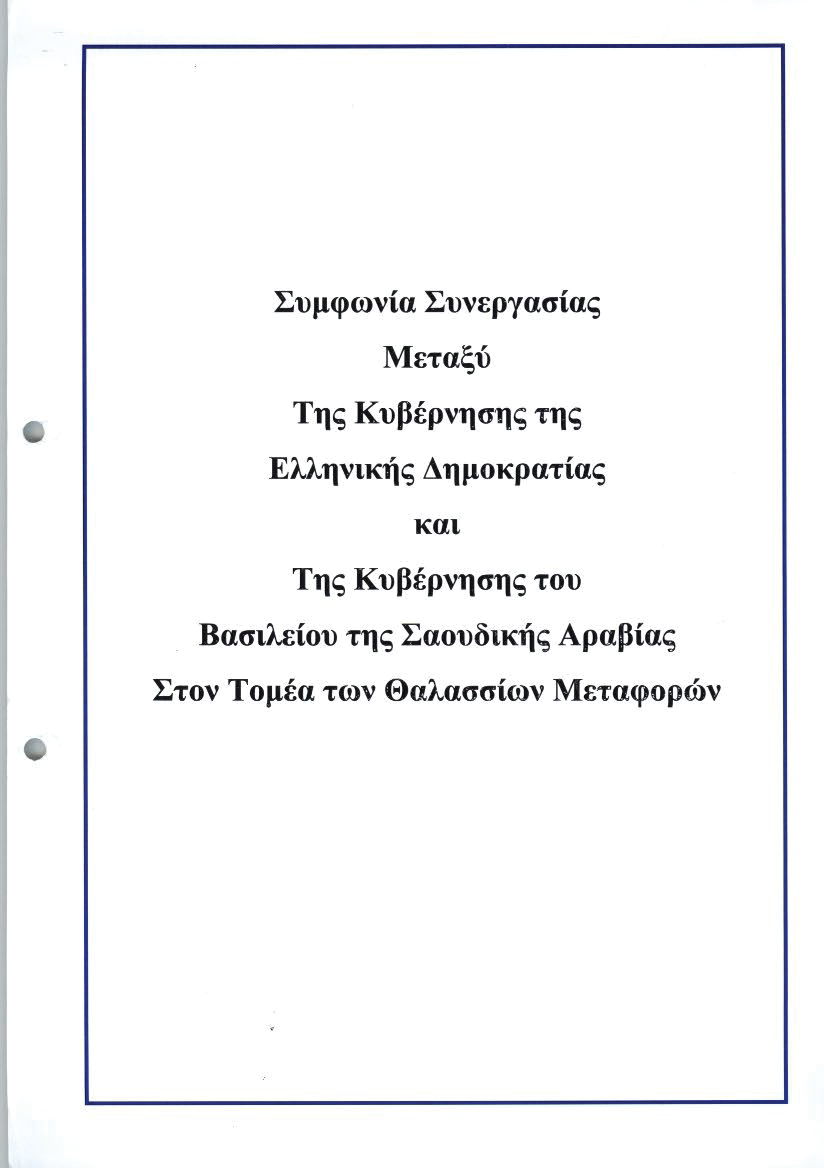 Συμφωνία Συνεργασίας
Μεταξύ
Της Κυβέρνησης της
Ελληνικής Δημοκρατίας
και
Της Κυβέρνησης του
Βασιλείου της Σαουδικής Αραβίας
Στον Τομέα των Θαλασσίων Μεταφορών